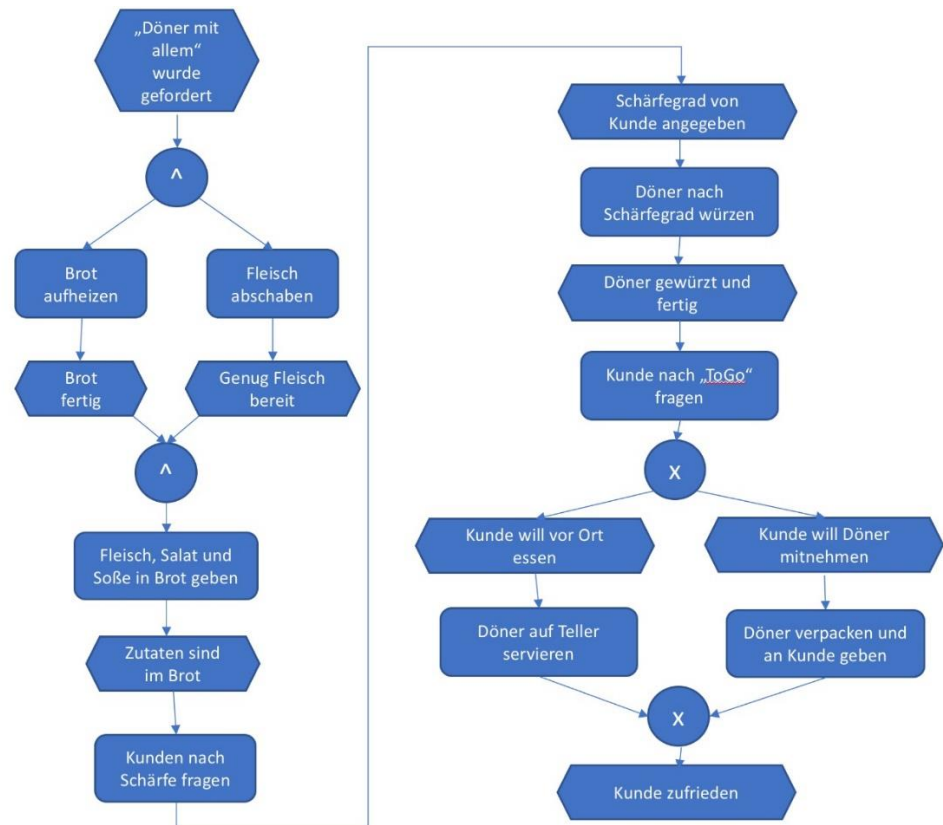 „Döner mit
allem“
wurde
gefordert
^
Brot
aufheizen
Fleisch
abschaben
Brot
fertig
Genug Fleisch
bereit
^
Fleisch, Salat und
Soße in Brot geben
Zutaten sind
im Brot
Kunden nach
Schärfe fragen
Schärfegrad von
Kunde angegeben
Döner nach
Schärfegrad würzen
Döner gewürzt und
fertig
Kunde nach „ToGo“
fragen
X
Kunde will vor Ort
essen
Kunde will Döner
mitnehmen
Döner auf Teller
servieren
Döner verpacken und
an Kunde geben
X
Kunde zufrieden